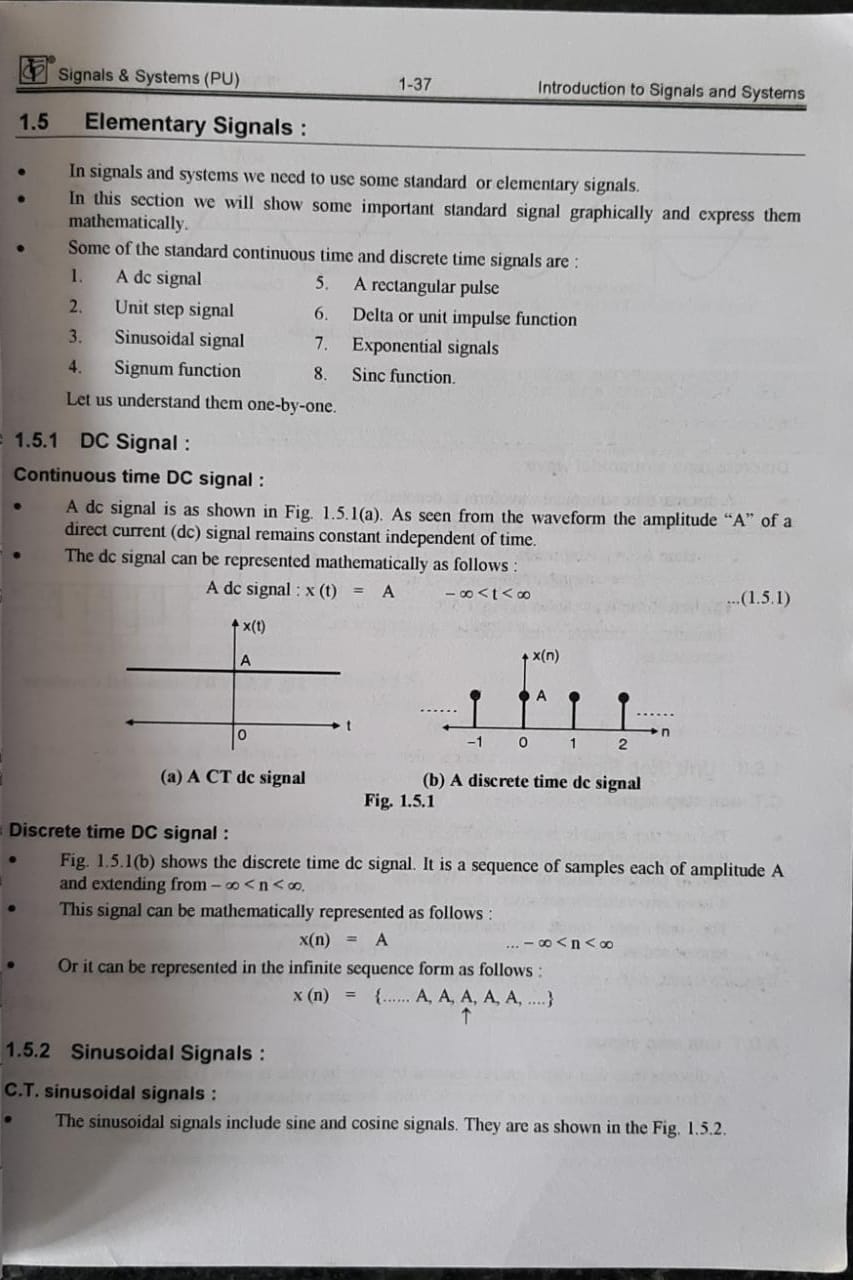 Signals & Systems (PU) 1-37 Introduction to Signals and Systems
1.5 Elementary Signals :
• In signals and systems we need to use some standard or elementary signals.
• In this section we will show some important standard signal graphically and express them
mathematically.
• Some of the standard continuous time and discrete time signals are :
1. A dc signal 5. A rectangular pulse
2. Unit step signal 6. Delta or unit impulse function
3. Sinusoidal signal 7. Exponential signals
4. Signum function 8. Sinc function.
Let us understand them one-by-one.
1.5.1 DC Signal :
Continuous time DC signal :
• A dc signal is as shown in Fig. 1.5.1(a). As seen from the waveform the amplitude “A” of a
direct current (dc) signal remains constant independent of time.
• The dc signal can be represented mathematically as follows :
A dc signal : x (t) = A - ∞ < t < ∞ ...(1.5.1)
x(t)
A
0
t
x(n)
A
...... ......
n
-1 0 1 2
(a) A CT dc signal (b) A discrete time dc signal
Fig. 1.5.1
Discrete time DC signal :
• Fig. 1.5.1(b) shows the discrete time dc signal. It is a sequence of samples each of amplitude A
and extending from – ∞ < n < ∞.
• This signal can be mathematically represented as follows :
x(n) = A ... – ∞ < n < ∞
• Or it can be represented in the infinite sequence form as follows :
x (n) = {...... A, A, A, A, A, ....}
↑
1.5.2 Sinusoidal Signals :
C.T. sinusoidal signals :
• The sinusoidal signals include sine and cosine signals. They are as shown in the Fig. 1.5.2.